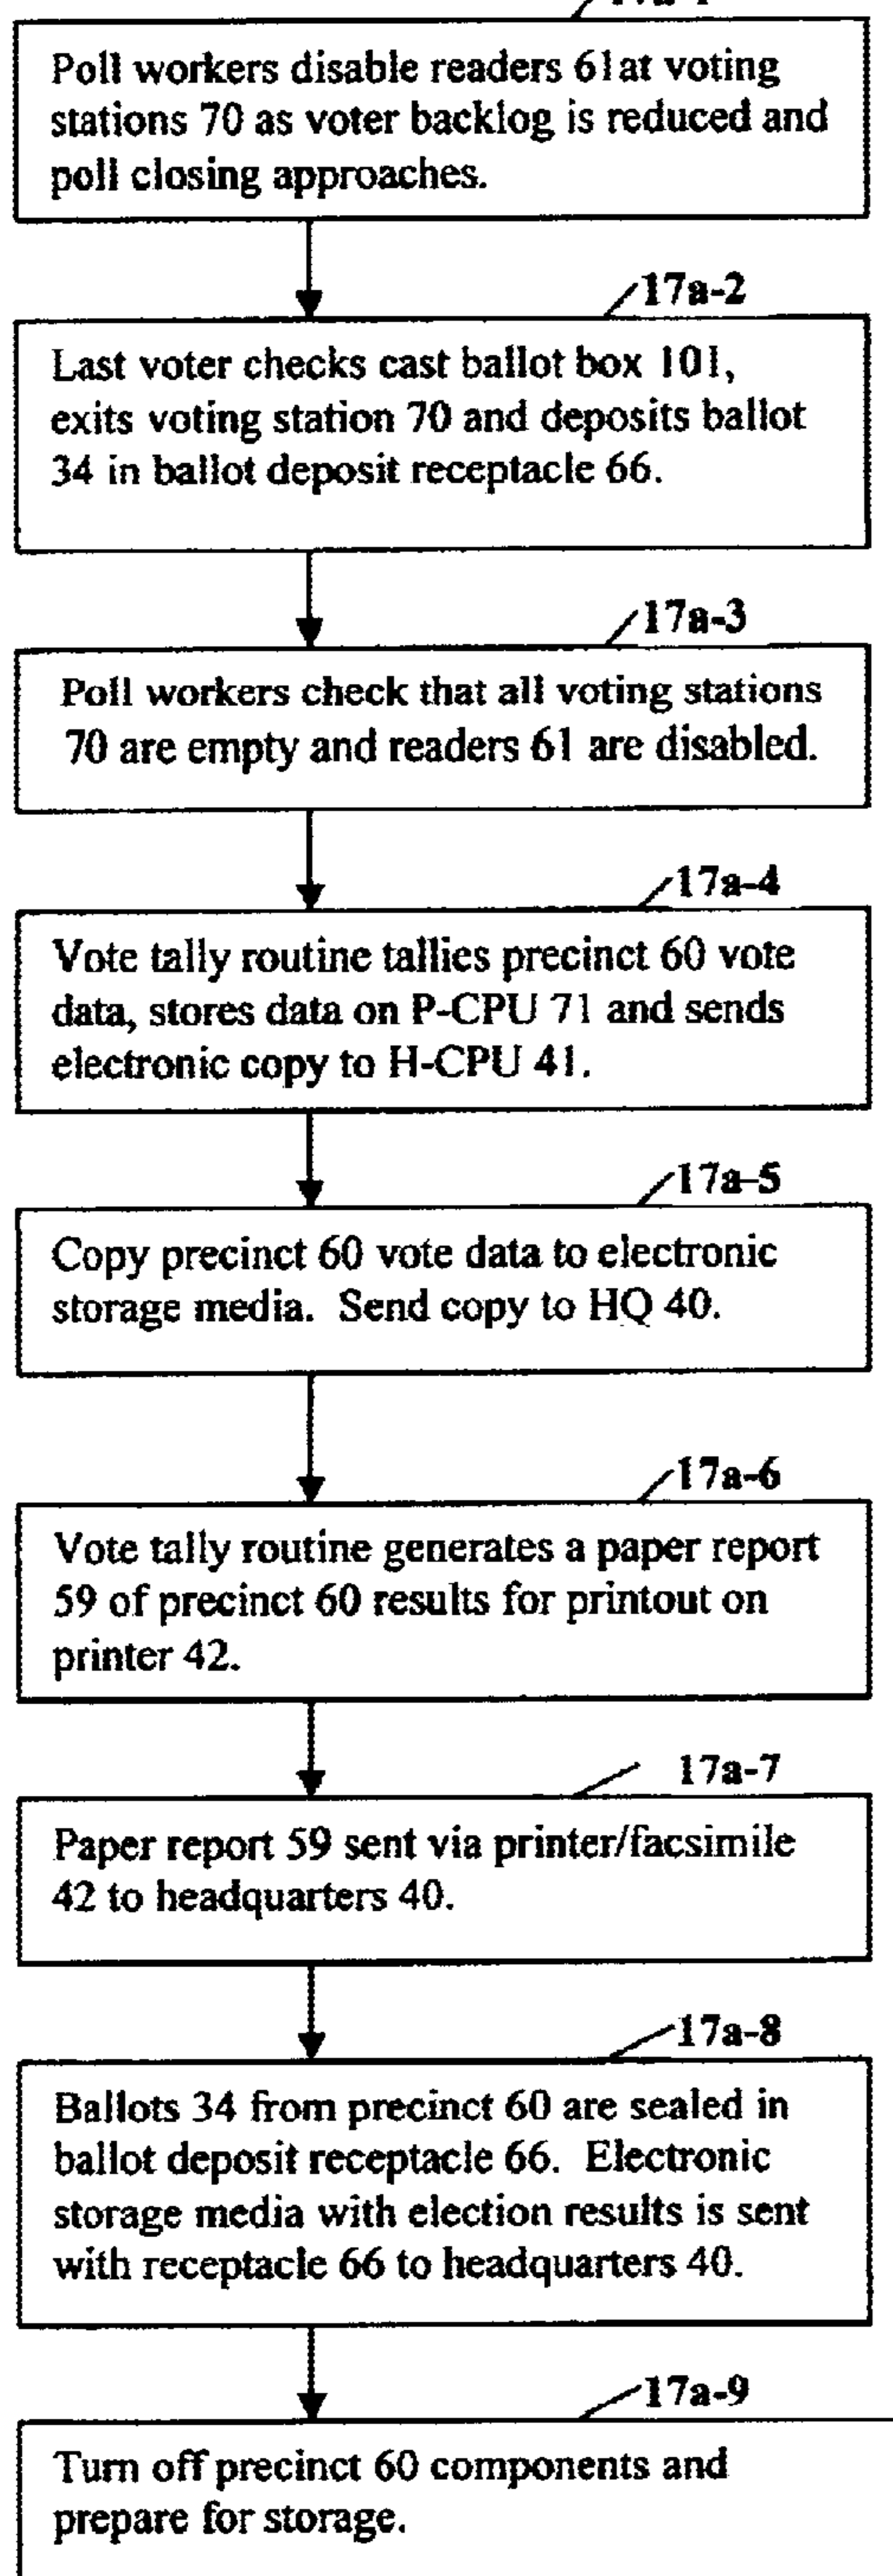 Poll workers disable readers 61at voting
stations 70 as voter backlog is reduced and
poll closing approaches.
17a-2
Last voter checks cast ballot box 101,
exits voting station 70 and deposits ballot
34 in ballot deposit receptacle 66.
17a-3
Poll workers check that all voting stations
70 are empty and readers 61 are disabled.
17a-4
Vote tally routine tallies precinct 60 vote
data, stores data on P-CPU 71 and sends
electronic copy to H-CPU 41.
17a-5
Copy precinct 60 vote data to electronic
storage media.  Send copy to HQ 40.
17a-6
Vote tally routine generates a paper report
59 of precinct 60 results for printout on
printer 42.
17a-7
Paper report 59 sent via printer/facsimile
42 to headquarters 40.
17a-8
Ballots 34 from precinct 60 are sealed in
ballot deposit receptacle 66.  Electronic
storage media with election results is sent
with receptacle 66 to headquarters 40.
17a-9
Turn off precinct 60 components and
prepare for storage.